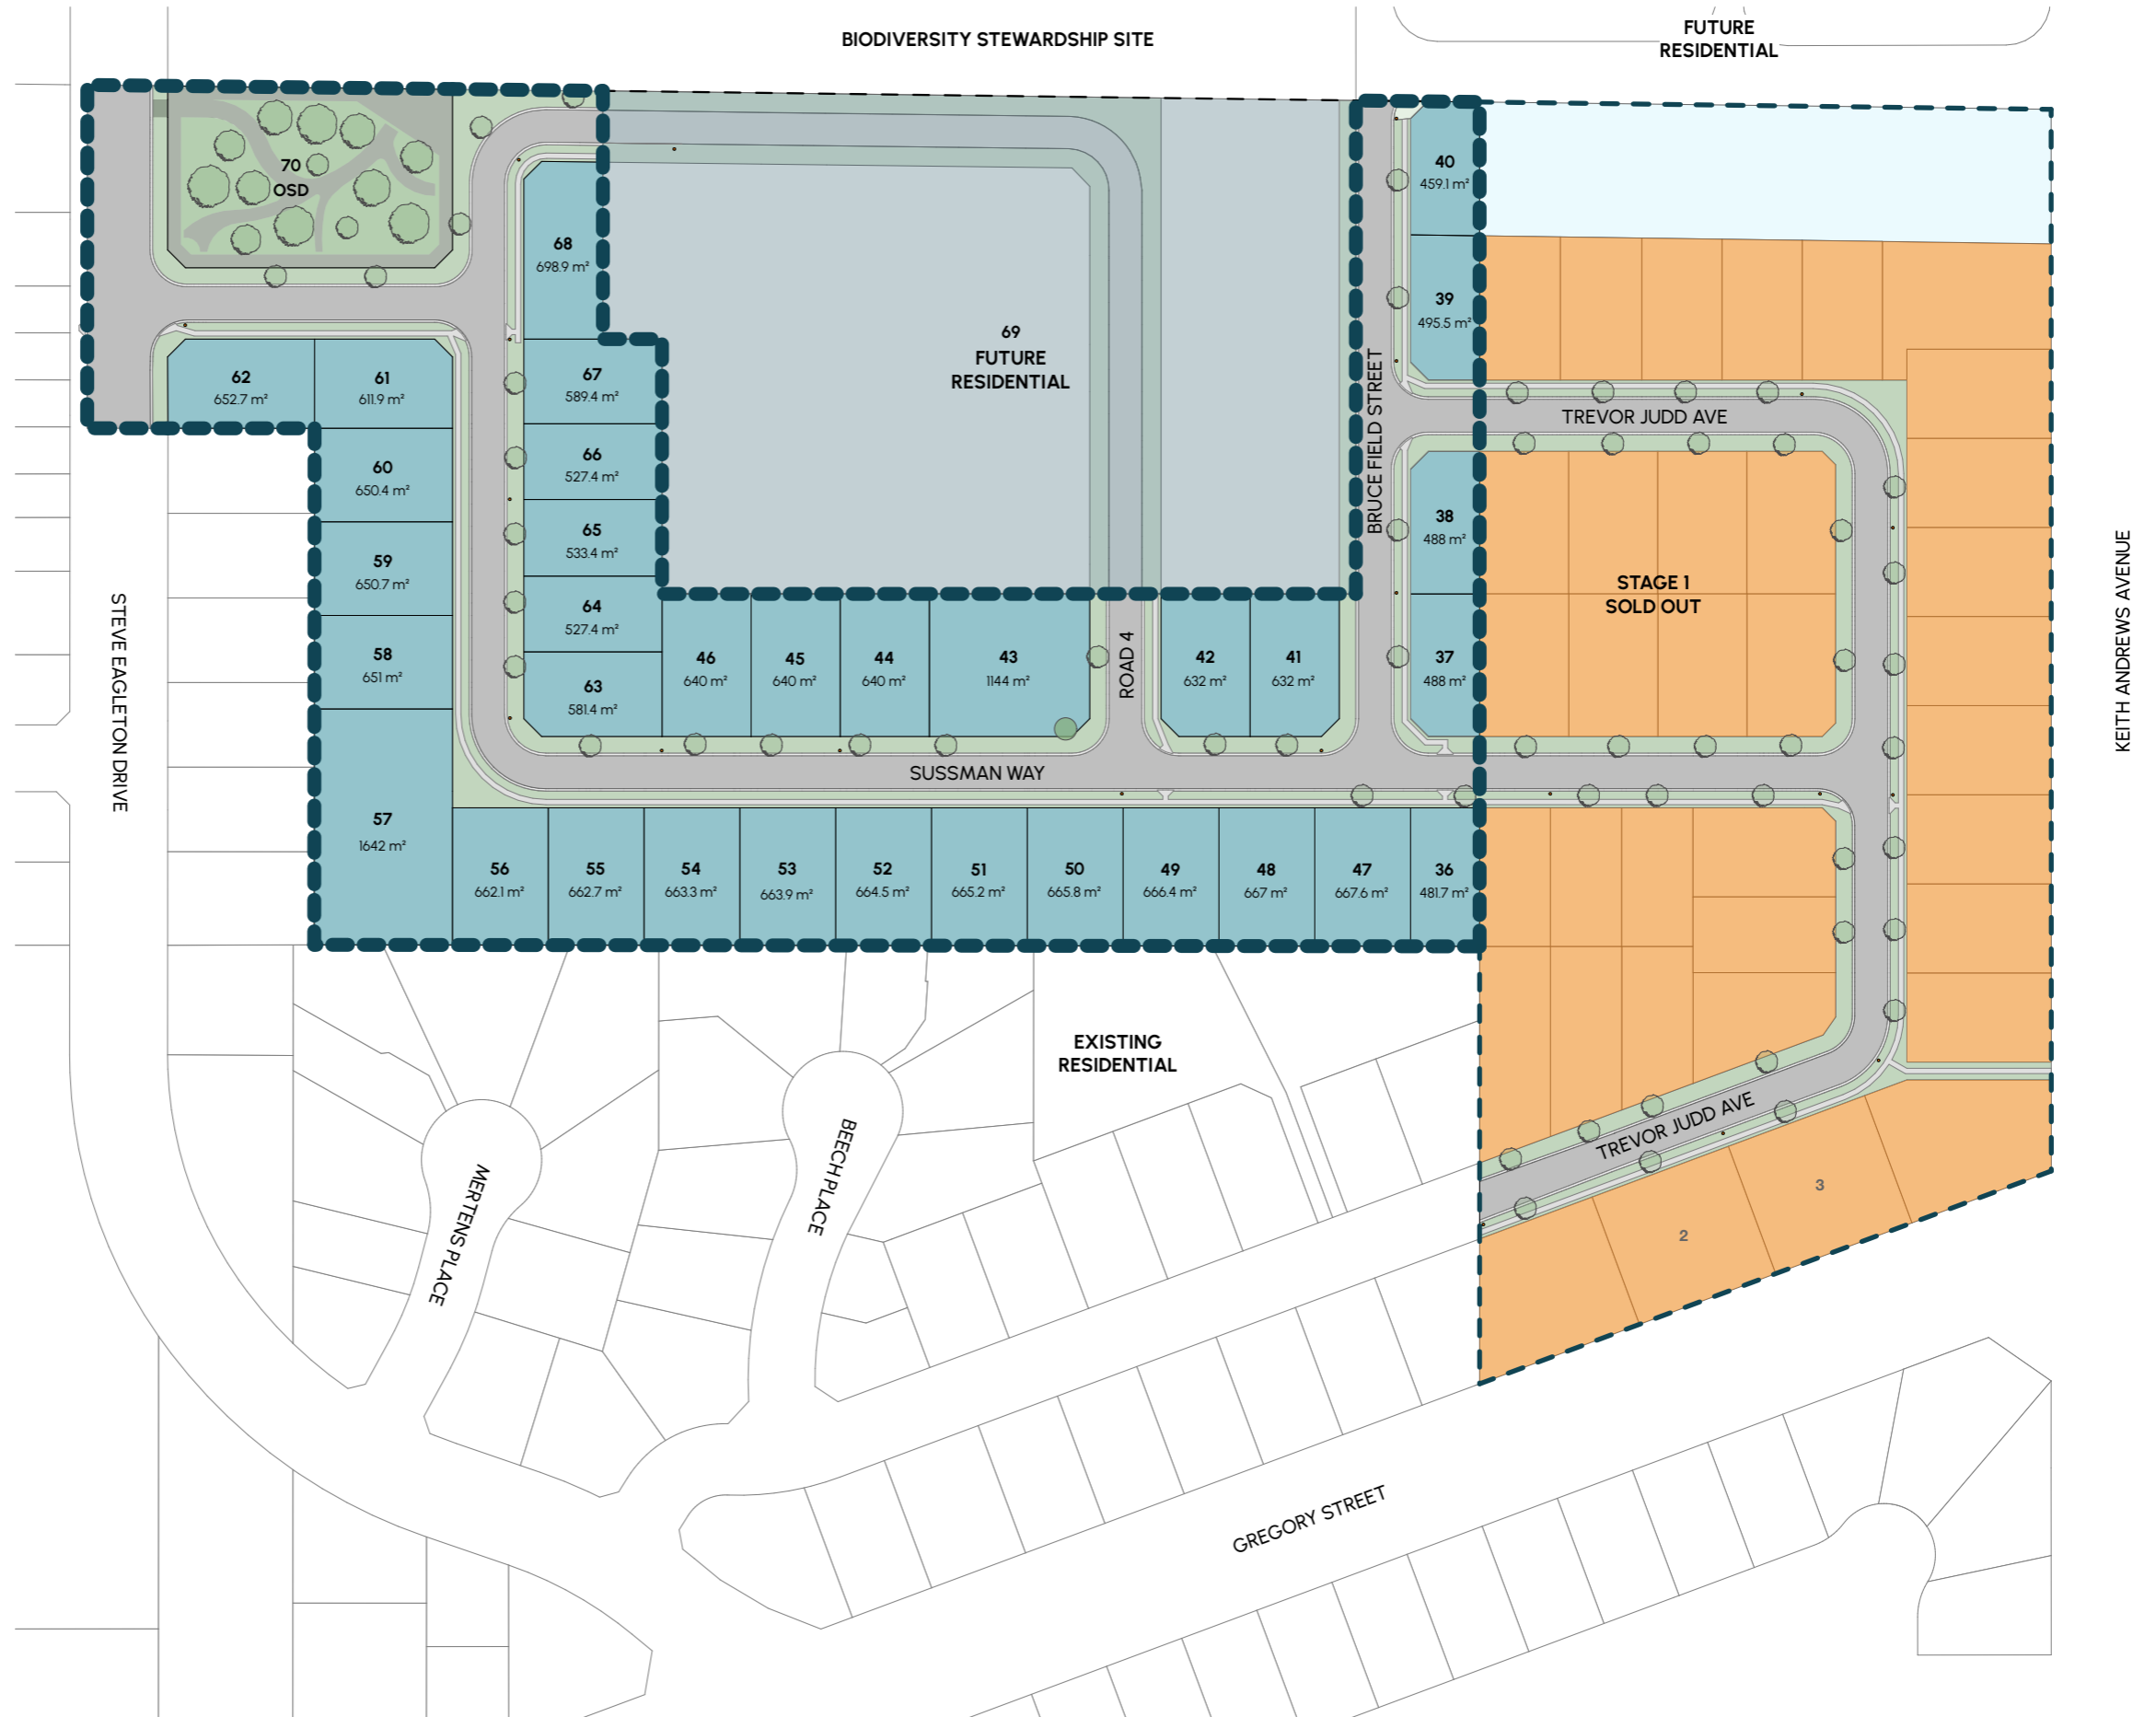 BIODIVERSITY STEWARDSHIP SITE
FUTURE
RESIDENTIAL
70
OSD
68
698.9 m²
40
459.1 m²
39
495.5 m²
69
FUTURE
RESIDENTIAL
62
652.7 m²
61
611.9 m²
67
589.4 m²
BRUCE FIELD STREET
TREVOR JUDD AVE
60
650.4 m²
66
527.4 m²
59
650.7 m²
65
533.4 m²
38
488 m²
STAGE 1
SOLD OUT
STEVE EAGLETON DRIVE
KEITH ANDREWS AVENUE
58
651 m²
64
527.4 m²
63
581.4 m²
46
640 m²
45
640 m²
44
640 m²
43
1144 m²
ROAD 4
42
632 m²
41
632 m²
37
488 m²
SUSSMAN WAY
57
1642 m²
56
662.1 m²
55
662.7 m²
54
663.3 m²
53
663.9 m²
52
664.5 m²
51
665.2 m²
50
665.8 m²
49
666.4 m²
48
667 m²
47
667.6 m²
36
481.7 m²
EXISTING
RESIDENTIAL
MERTENS PLACE
BEECH PLACE
TREVOR JUDD AVE
3
2
GREGORY STREET